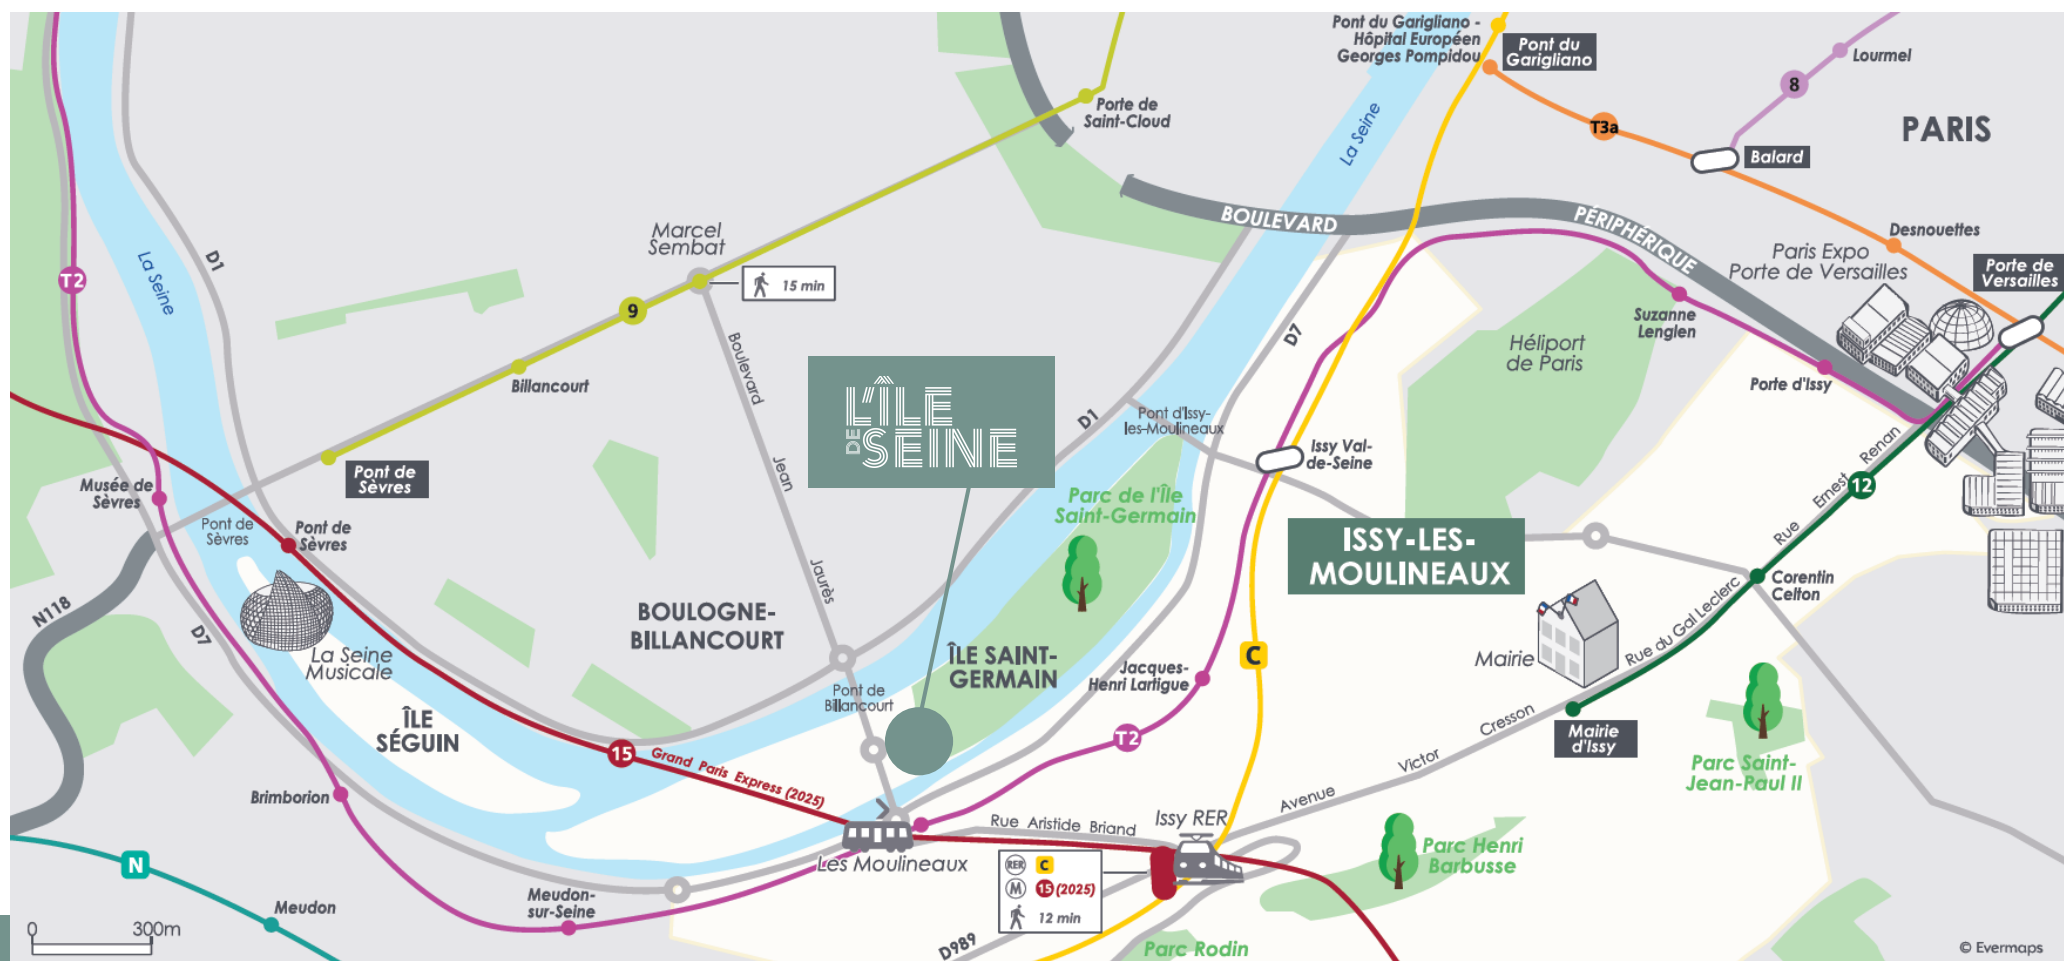 Pont du Garigliano -
Hôpital Européen
Georges Pompidou
Pont du
Garigliano
Lourmel
8
T3a
PARIS
Balard
Porte de
Saint-Cloud
La Seine
BOULEVARD
PÉRIPHÉRIQUE
Desnouettes
Paris Expo
Porte de Versailles
Porte de
Versailles
Marcel
Sembat
15 min
D1
La Seine
T2
9
Suzanne
Lenglen
D7
Héliport
de Paris
Boulevard
Billancourt
Porte d'Issy
L'ÎLE
DE SEINE
D1
Pont d'Issy-
les-Moulineaux
Renan
Issy Val-
de-Seine
Jean
Pont de
Sèvres
Musée de
Sèvres
Parc de l'Île
Saint-Germain
12
Ernest
Pont de
Sèvres
Pont de
Sèvres
ISSY-LES-
MOULINEAUX
Rue
Jaurès
Corentin
Celton
N118
D7
BOULOGNE-
BILLANCOURT
Rue du Gal Leclerc
La Seine
Musicale
ÎLE SAINT-
GERMAIN
C
Mairie
Jacques-
Henri Lartigue
Pont de
Billancourt
ÎLE
SÉGUIN
Cresson
Mairie
d'Issy
T2
15
Grand Paris Express (2025)
Victor
Parc Saint-
Jean-Paul II
Brimborion
Avenue
Rue Aristide Briand
Issy RER
Les Moulineaux
Parc Henri
Barbusse
N
RER C
M 15 (2025)
12 min
Meudon-
sur-Seine
Meudon
0 300m
D989
Parc Rodin
© Evermaps